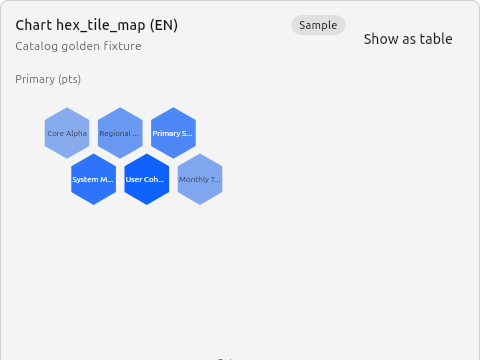 Chart hex_tile_map (EN)
Sample
Show as table
Catalog golden fixture
Primary (pts)
Core Alpha
Regional ...
Primary S...
System M...
User Coh...
Monthly T...